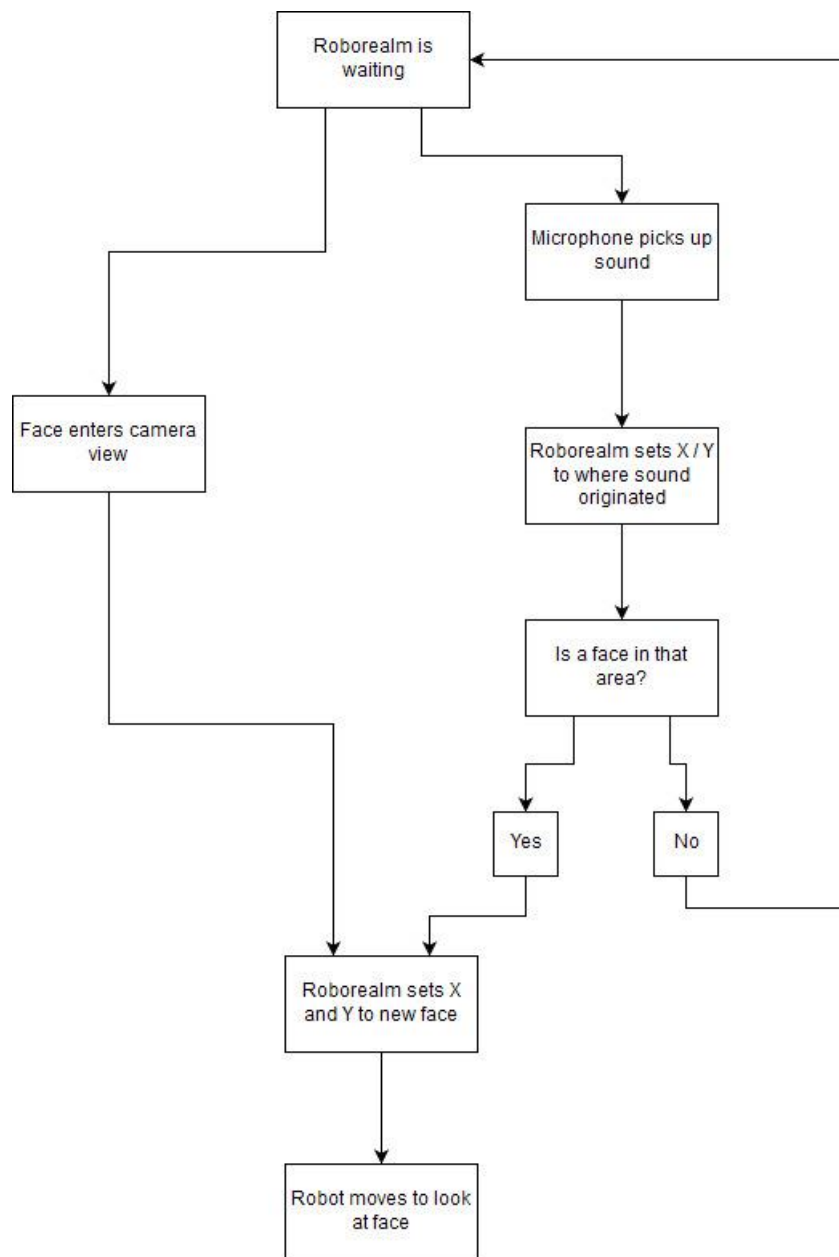 Roborealm is
waiting
Microphone picks up
sound
Face enters camera
view
Roborealm sets X / Y
to where sound
originated
Is a face in that
area?
Yes
No
Roborealm sets X
and Y to new face
Robot moves to look
at face